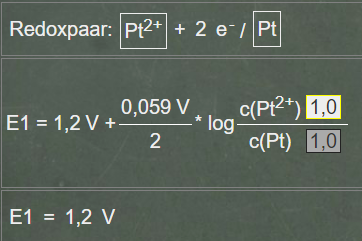 Redoxpaar: Pt²⁺ + 2 e⁻ / Pt
0,059 V c(Pt²⁺) 1,0
E1 = 1,2 V + * log
2 c(Pt) 1,0
E1 = 1,2 V